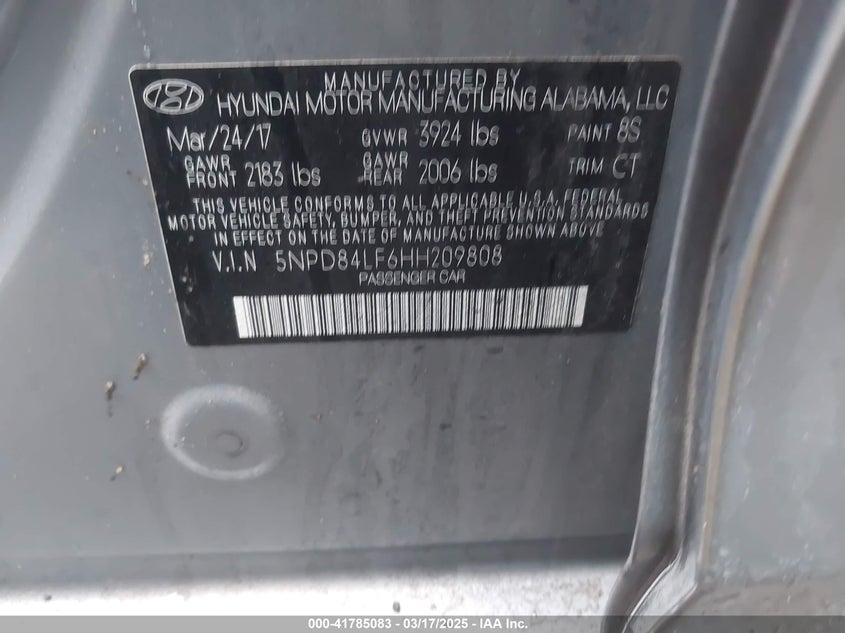 MANUFACTURED BY
HYUNDAI MOTOR MANUFACTURING ALABAMA, LLC
Mar/24/17 GVWR 3924 lbs PAINT 8S
GAWR FRONT 2183 lbs GAWR REAR 2006 lbs TRIM CT
THIS VEHICLE CONFORMS TO ALL APPLICABLE U.S.A. FEDERAL
MOTOR VEHICLE SAFETY, BUMPER, AND THEFT PREVENTION STANDARDS
IN EFFECT ON THE DATE OF MANUFACTURE SHOWN ABOVE
V.I.N 5NPD84LF6HH209808
PASSENGER CAR
000-41785083 - 03/17/2025 - IAA Inc.